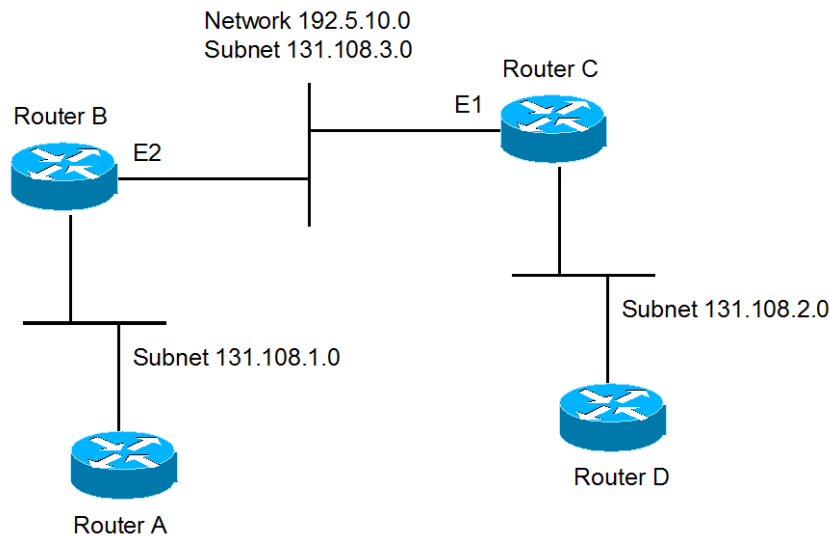 Network 192.5.10.0
Subnet 131.108.3.0
Router C
Router B
E1
E2
Subnet 131.108.2.0
Subnet 131.108.1.0
Router D
Router A